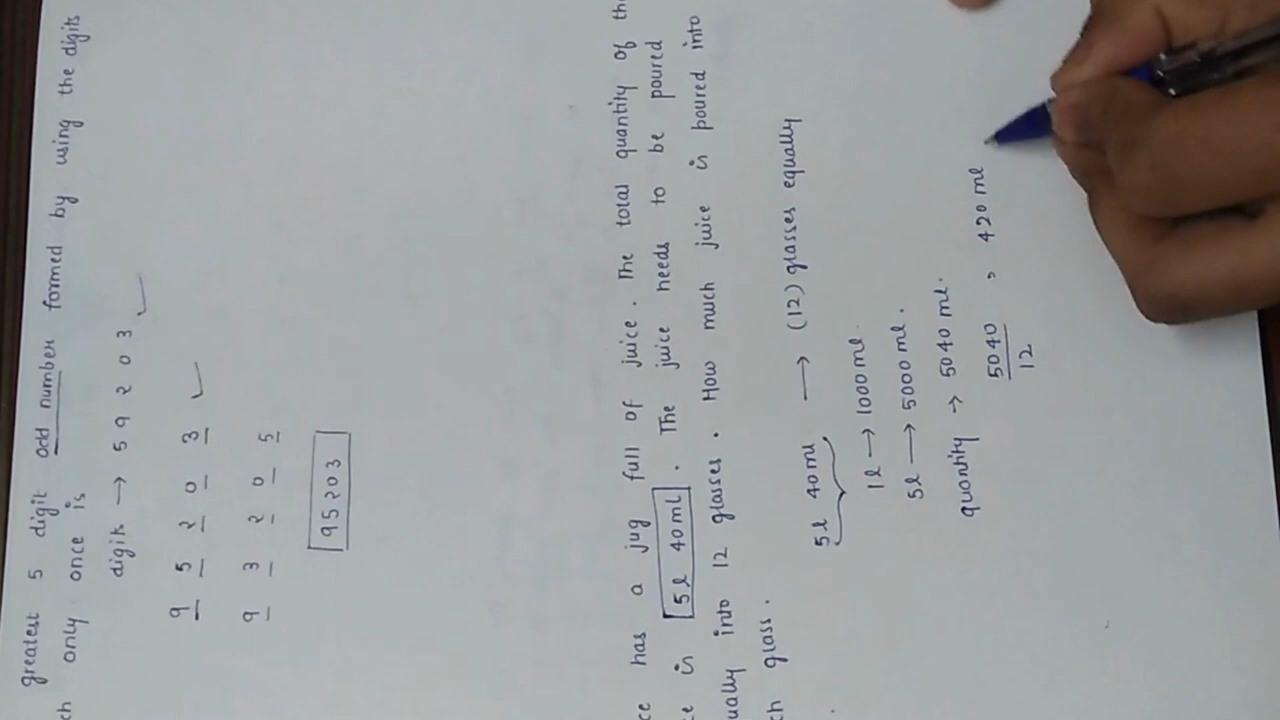 greatest 5 digit odd number formed by using the digits
ch only once is
digits → 5 9 2 0 3
9 5 2 0 3
9 3 2 0 5
95203
ce has a jug full of juice. The total quantity of th
ce is 5l 40ml. The juice needs to be poured
ually into 12 glasses. How much juice is poured into
ch glass.
5l 40ml → (12) glasses equally
1l → 1000ml.
5l → 5000ml.
quantity → 5040 ml.
5040
12
= 420 ml